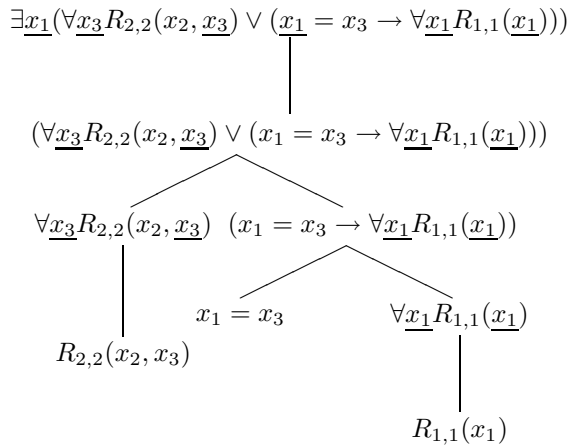 ∃x₁(∀x₃R₂,₂(x₂, x₃) ∨ (x₁ = x₃ → ∀x₁R₁,₁(x₁)))
(∀x₃R₂,₂(x₂, x₃) ∨ (x₁ = x₃ → ∀x₁R₁,₁(x₁)))
∀x₃R₂,₂(x₂, x₃) (x₁ = x₃ → ∀x₁R₁,₁(x₁))
x₁ = x₃ ∀x₁R₁,₁(x₁)
R₂,₂(x₂, x₃)
R₁,₁(x₁)